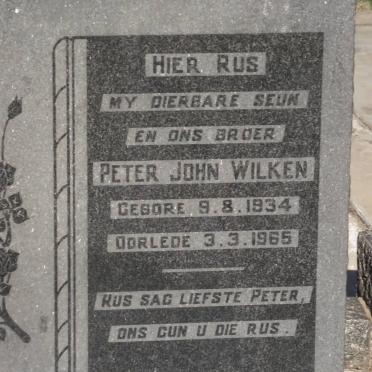 HIER RUS
MY DIERBARE SEUN
EN ONS BROER
PETER JOHN WILKEN
GEBORE 9.8.1934
OORLEDE 3.3.1965
RUS SAG LIEFSTE PETER,
ONS GUN U DIE RUS.